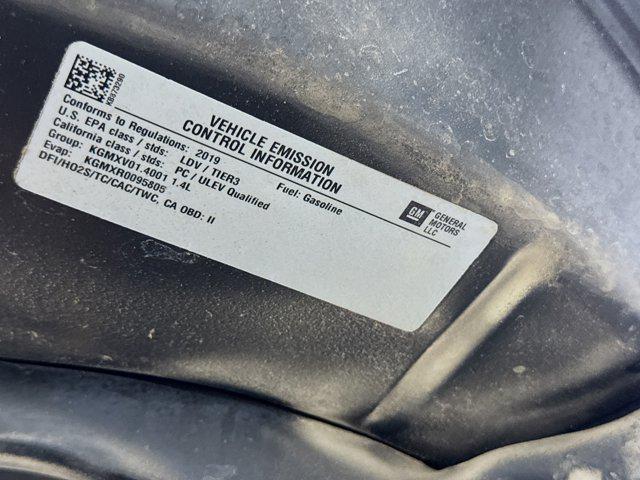 KB873290
VEHICLE EMISSION
CONTROL INFORMATION
Conforms to Regulations: 2019
U.S. EPA class / stds: LDV / TIER3
California class / stds: PC / ULEV Qualified
Group: KGMXV01.4001 1.4L
Evap: KGMXR0095805
DFI/HO2S/TC/CAC/TWC, CA OBD: II
Fuel: Gasoline
GM
GENERAL
MOTORS
LLC